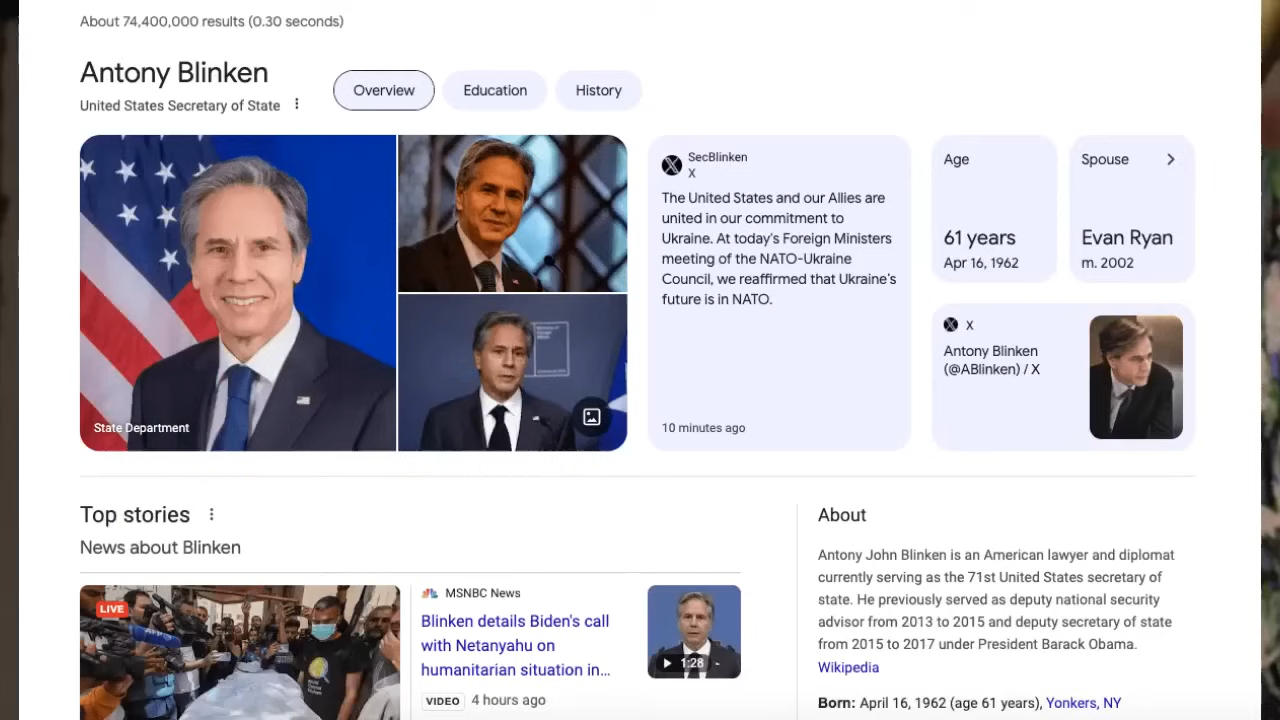 About 74,400,000 results (0.30 seconds)
Antony Blinken
United States Secretary of State
Overview
Education
History
State Department
SecBlinken
X
The United States and our Allies are
united in our commitment to
Ukraine. At today's Foreign Ministers
meeting of the NATO-Ukraine
Council, we reaffirmed that Ukraine's
future is in NATO.
10 minutes ago
Age
61 years
Apr 16, 1962
Spouse
Evan Ryan
m. 2002
X
Antony Blinken
(@ABlinken) / X
Top stories
News about Blinken
LIVE
MSNBC News
Blinken details Biden's call
with Netanyahu on
humanitarian situation in...
VIDEO 4 hours ago
1:28
About
Antony John Blinken is an American lawyer and diplomat
currently serving as the 71st United States secretary of
state. He previously served as deputy national security
advisor from 2013 to 2015 and deputy secretary of state
from 2015 to 2017 under President Barack Obama.
Wikipedia
Born: April 16, 1962 (age 61 years), Yonkers, NY